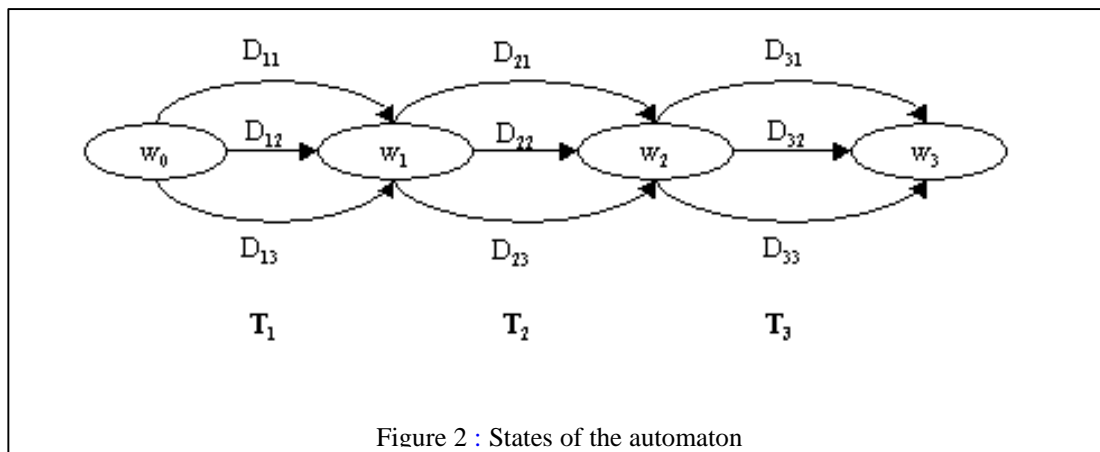 D₁₁ D₂₁ D₃₁
w₀ D₁₂ w₁ D₂₂ w₂ D₃₂ w₃
D₁₃ D₂₃ D₃₃
T₁ T₂ T₃
Figure 2 : States of the automaton